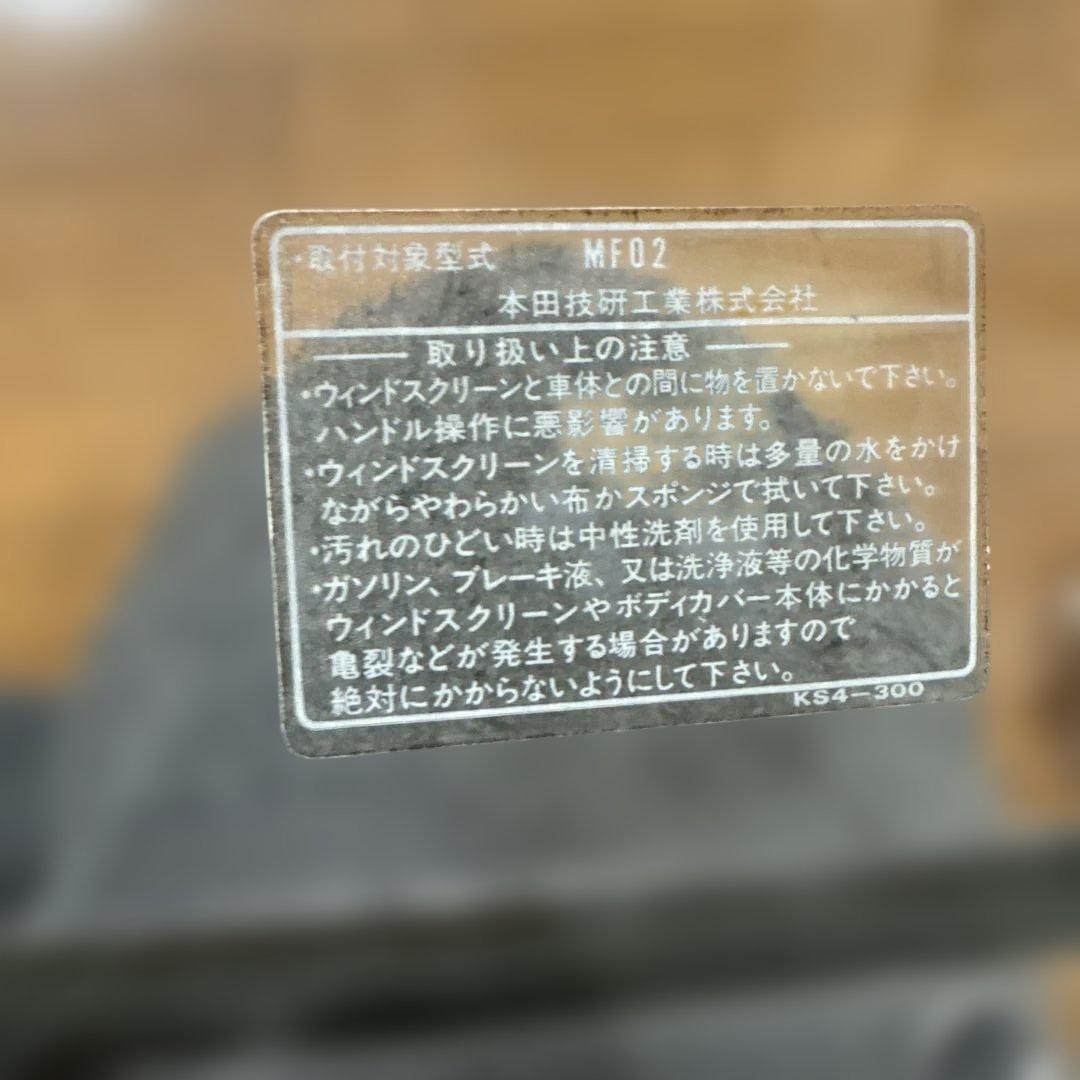 ・取付対象型式 MF02
本田技研工業株式会社
取り扱い上の注意
・ウィンドスクリーンと車体との間に物を置かないで下さい。
ハンドル操作に悪影響があります。
・ウィンドスクリーンを清掃する時は多量の水をかけ
ながらやわらかい布かスポンジで拭いて下さい。
・汚れのひどい時は中性洗剤を使用して下さい。
・ガソリン、ブレーキ液、又は洗浄液等の化学物質が
ウィンドスクリーンやボディカバー本体にかかると
亀裂などが発生する場合がありますので
絶対にかからないようにして下さい。
KS4-300